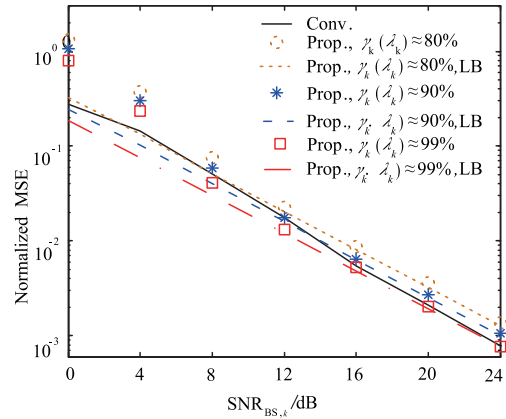 Conv.
Prop., γk(λk)≈80%
Prop., γk(λk)≈80%,LB
Prop., γk(λk)≈90%
Prop., γk. λk)≈90%,LB
Prop., γk(λk)≈99%
Prop., γk. λk)≈99%,LB
Normalized MSE
10^0
10^-1
10^-2
10^-3
0 4 8 12 16 20 24
SNR_BS,k/dB